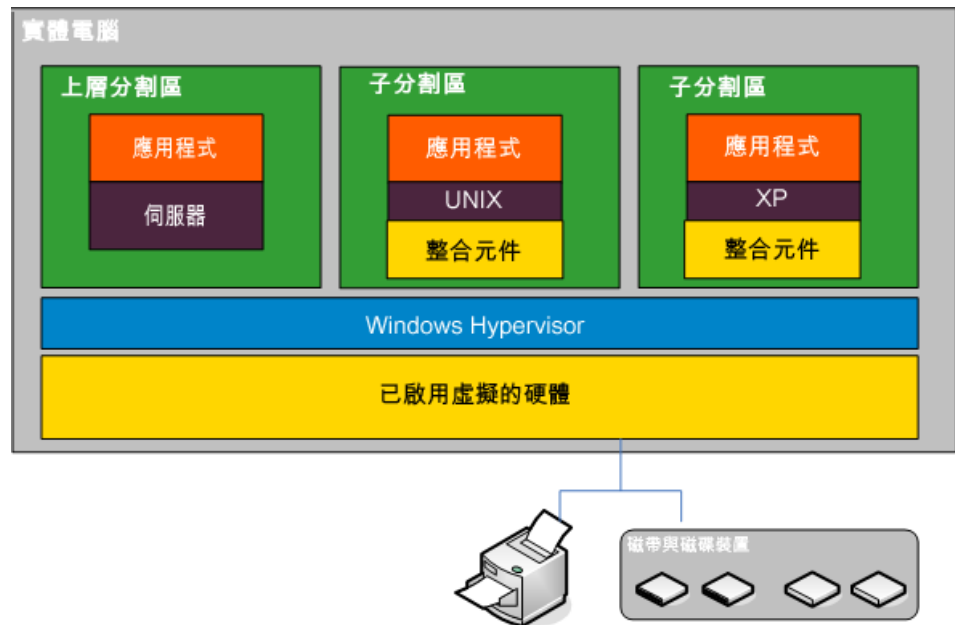 實體電腦
上層分割區
應用程式
伺服器
子分割區
應用程式
UNIX
整合元件
子分割區
應用程式
XP
整合元件
Windows Hypervisor
已啟用虛擬的硬體
磁帶與磁碟裝置